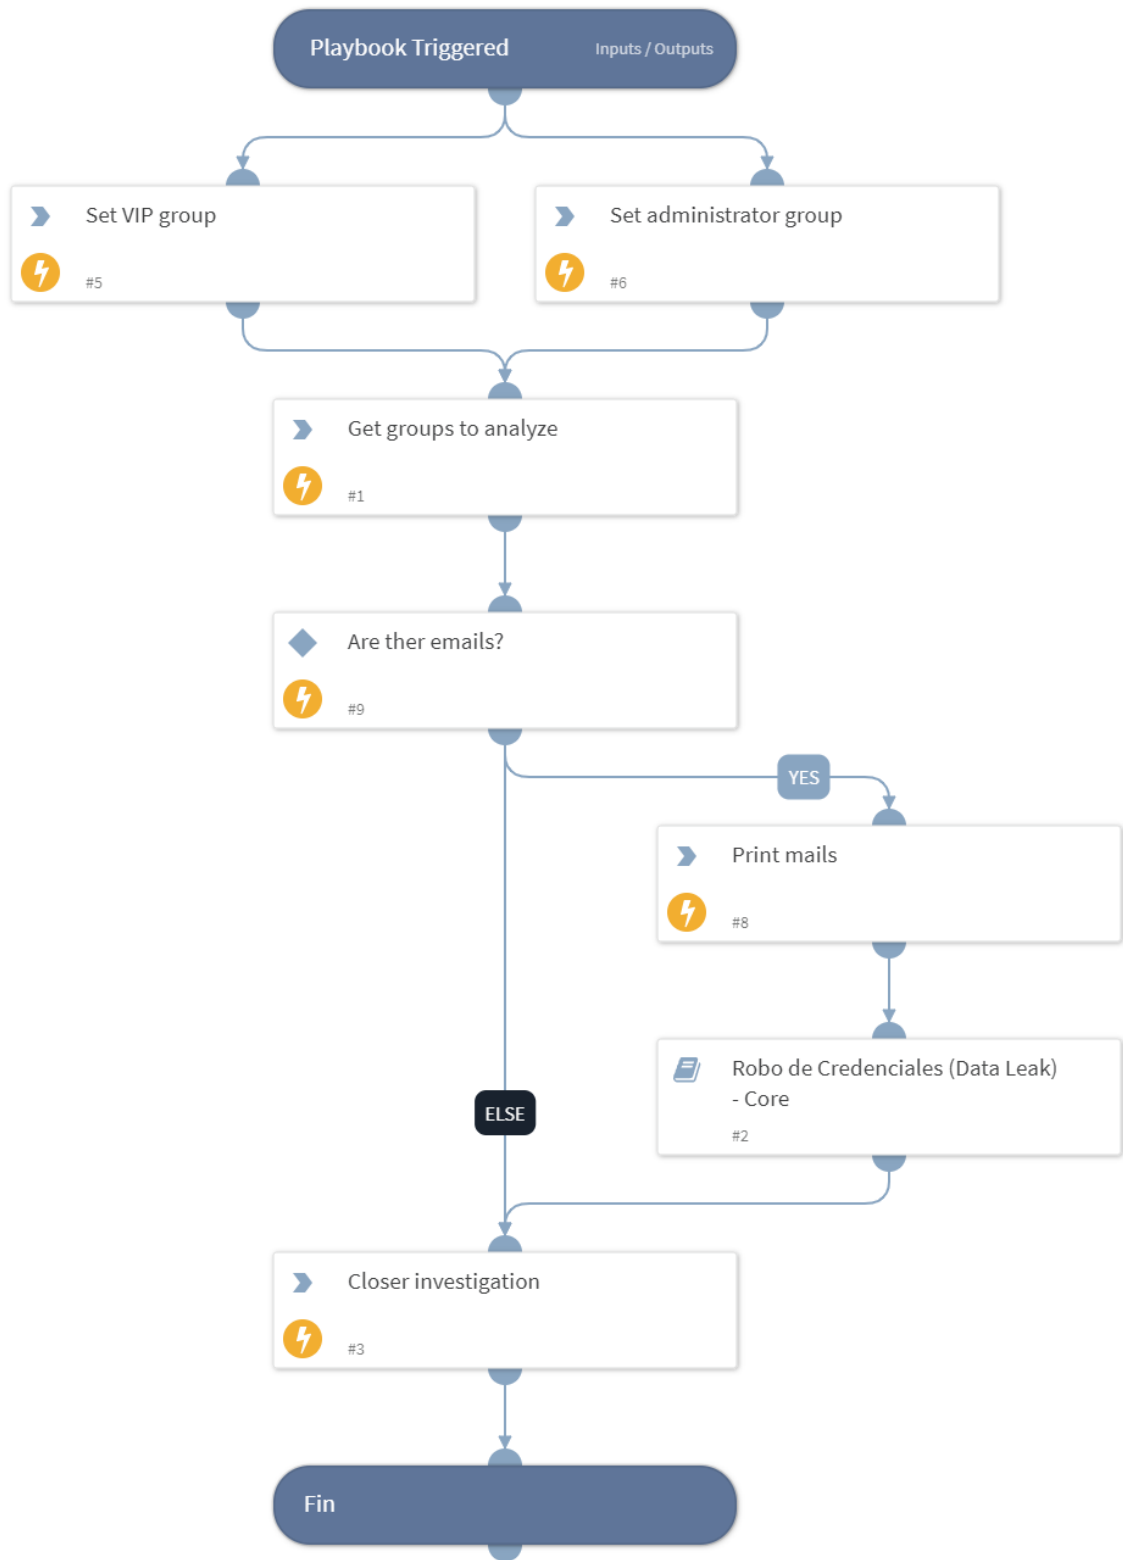 Playbook Triggered
Inputs / Outputs
Set VIP group
#5
Set administrator group
#6
Get groups to analyze
#1
Are ther emails?
#9
YES
Print mails
#8
Robo de Credenciales (Data Leak)
- Core
#2
ELSE
Closer investigation
#3
Fin